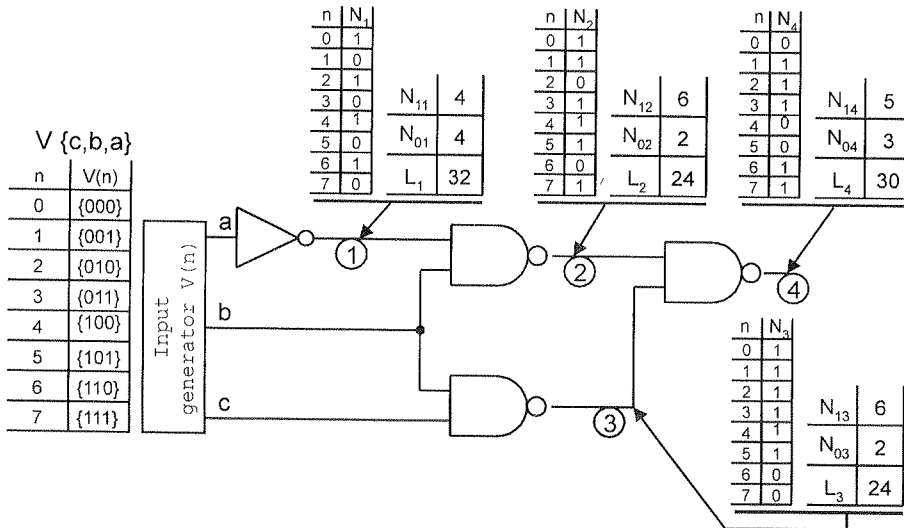 n N₁
0 1
1 0
2 1
3 0
4 1
5 0
6 1
7 0
N₁₁ 4
N₀₁ 4
L₁ 32
n N₂
0 1
1 1
2 0
3 1
4 1
5 1
6 0
7 1
N₁₂ 6
N₀₂ 2
L₂ 24
n N₄
0 0
1 1
2 1
3 1
4 0
5 0
6 1
7 1
N₁₄ 5
N₀₄ 3
L₄ 30
V {c,b,a}
n V(n)
0 {000}
1 {001}
2 {010}
3 {011}
4 {100}
5 {101}
6 {110}
7 {111}
Input
generator V(n)
a
b
c
1
2
3
4
n N₃
0 1
1 1
2 1
3 1
4 1
5 1
6 0
7 0
N₁₃ 6
N₀₃ 2
L₃ 24